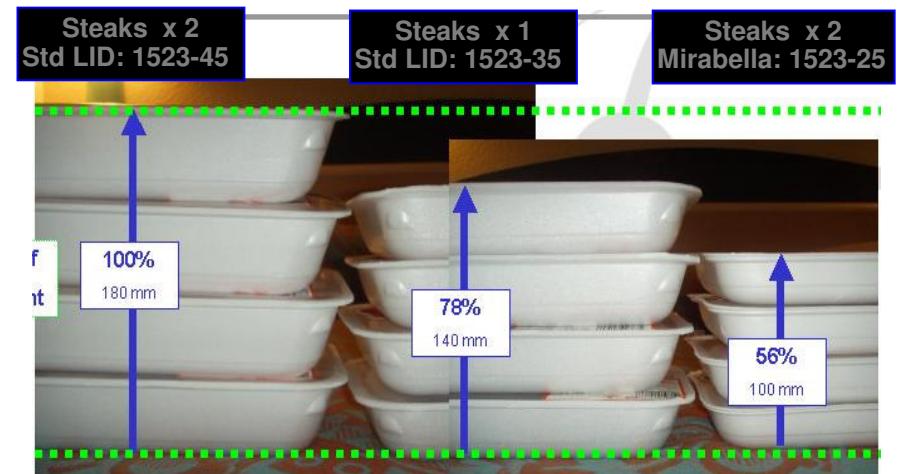 Steaks x 2
Std LID: 1523-45
Steaks x 1
Std LID: 1523-35
Steaks x 2
Mirabella: 1523-25
f
nt
100%
180 mm
78%
140 mm
56%
100 mm